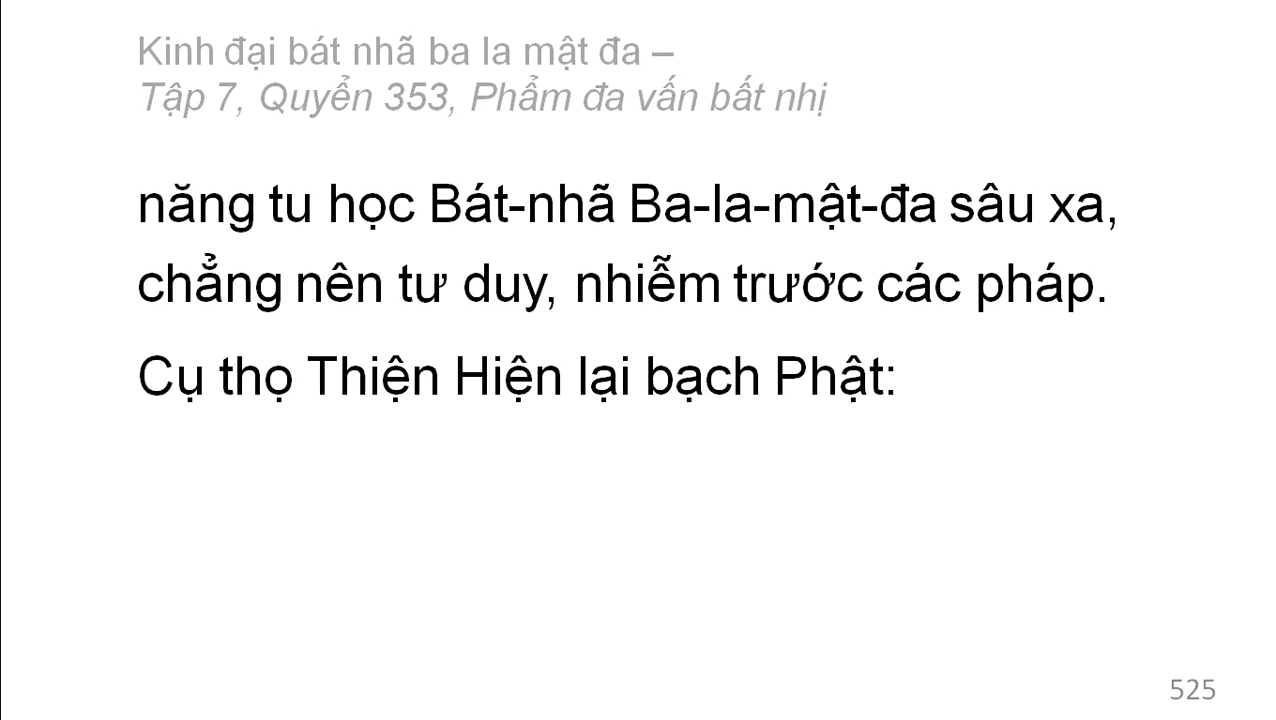 Kinh đại bát nhã ba la mật đa –
Tập 7, Quyển 353, Phẩm đa vấn bất nhị
năng tu học Bát-nhã Ba-la-mật-đa sâu xa,
chẳng nên tư duy, nhiễm trước các pháp.
Cụ thọ Thiện Hiện lại bạch Phật:
525